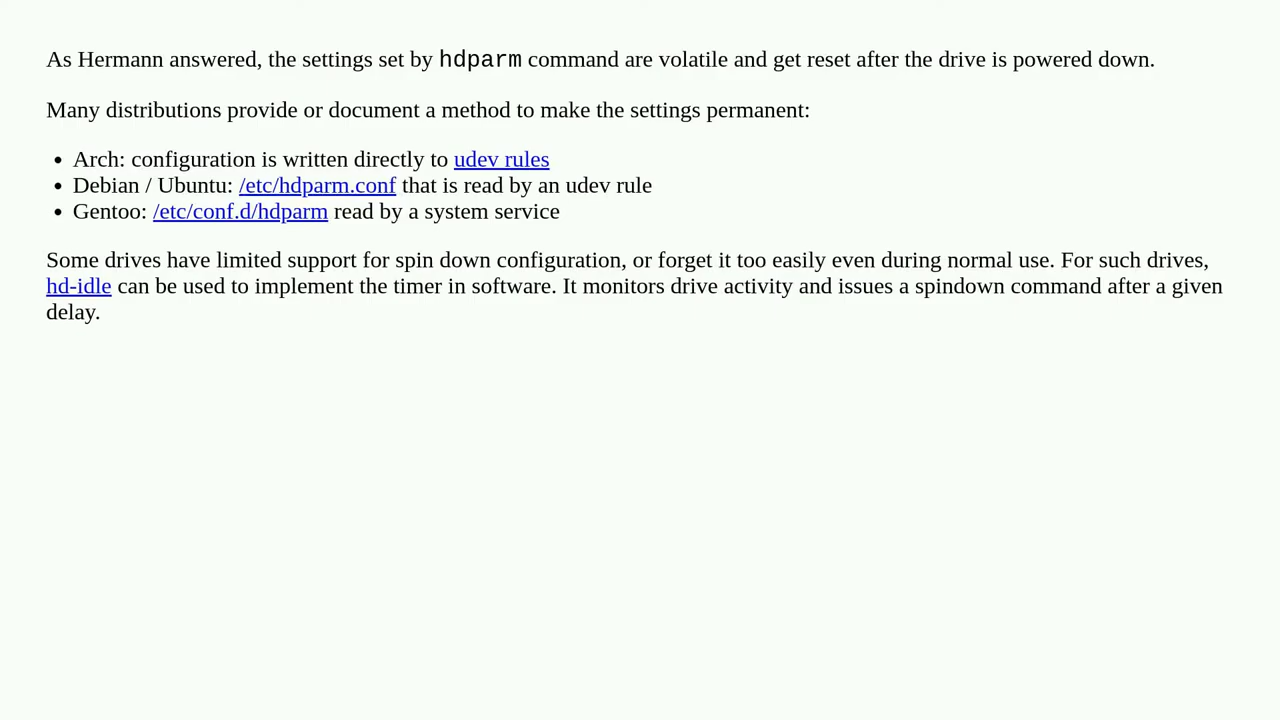 As Hermann answered, the settings set by hdparm command are volatile and get reset after the drive is powered down.
Many distributions provide or document a method to make the settings permanent:
• Arch: configuration is written directly to udev rules
• Debian / Ubuntu: /etc/hdparm.conf that is read by an udev rule
• Gentoo: /etc/conf.d/hdparm read by a system service
Some drives have limited support for spin down configuration, or forget it too easily even during normal use. For such drives,
hd-idle can be used to implement the timer in software. It monitors drive activity and issues a spindown command after a given
delay.